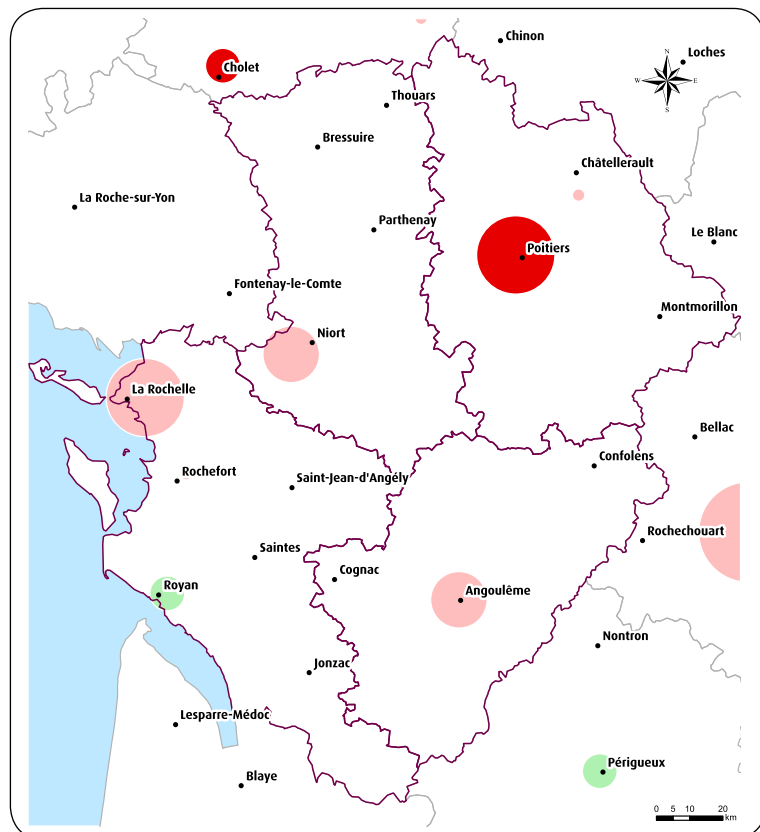 Chinon
Loches
N
W E
S
Cholet
Thouars
Bressuire
Châtellerault
La Roche-sur-Yon
Parthenay
Le Blanc
Poitiers
Fontenay-le-Comte
Montmorillon
Niort
La Rochelle
Bellac
Confolens
Rochefort
Saint-Jean-d'Angély
Rochechouart
Saintes
Cognac
Royan
Angoulême
Nontron
Jonzac
Lesparre-Médoc
Périgueux
Blaye
0 5 10 20
km